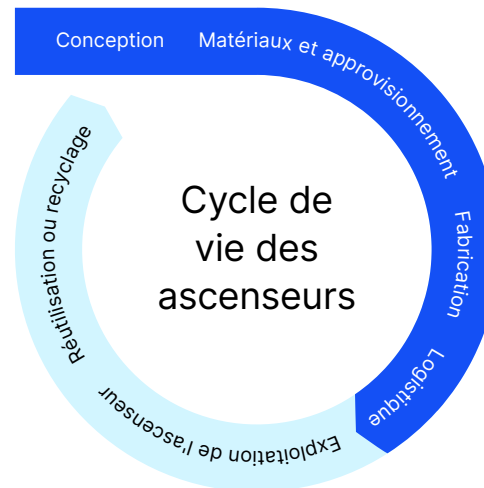 Conception
Matériaux et approvisionnement
Fabrication
Logistique
Exploitation de l'ascenseur
Réutilisation ou recyclage
Cycle de
vie des
ascenseurs